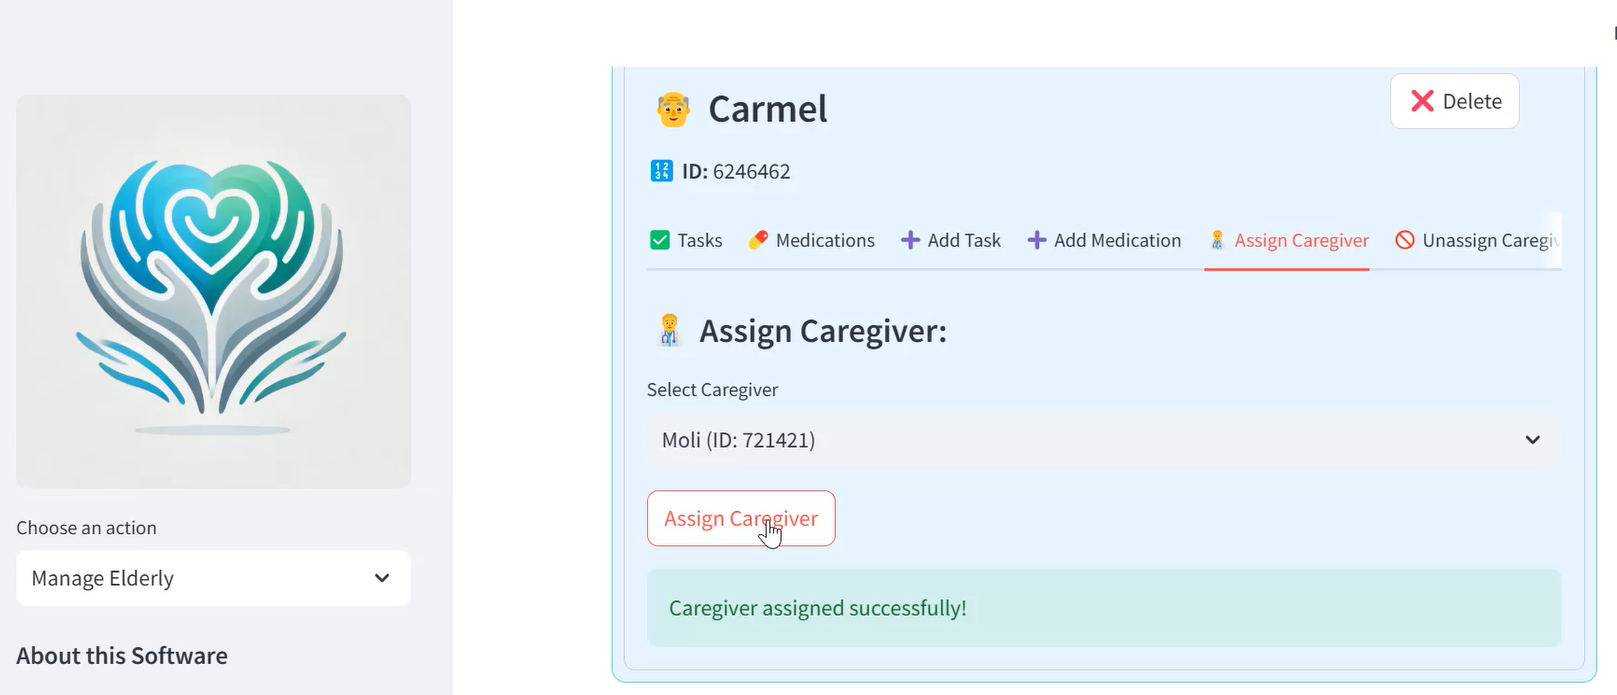 Carmel
Delete
ID: 6246462
Tasks
Medications
Add Task
Add Medication
Assign Caregiver
Unassign
Assign Caregiver:
Select Caregiver
Moli (ID: 721421)
Assign Caregiver
Caregiver assigned successfully!
Choose an action
Manage Elderly
About this Software